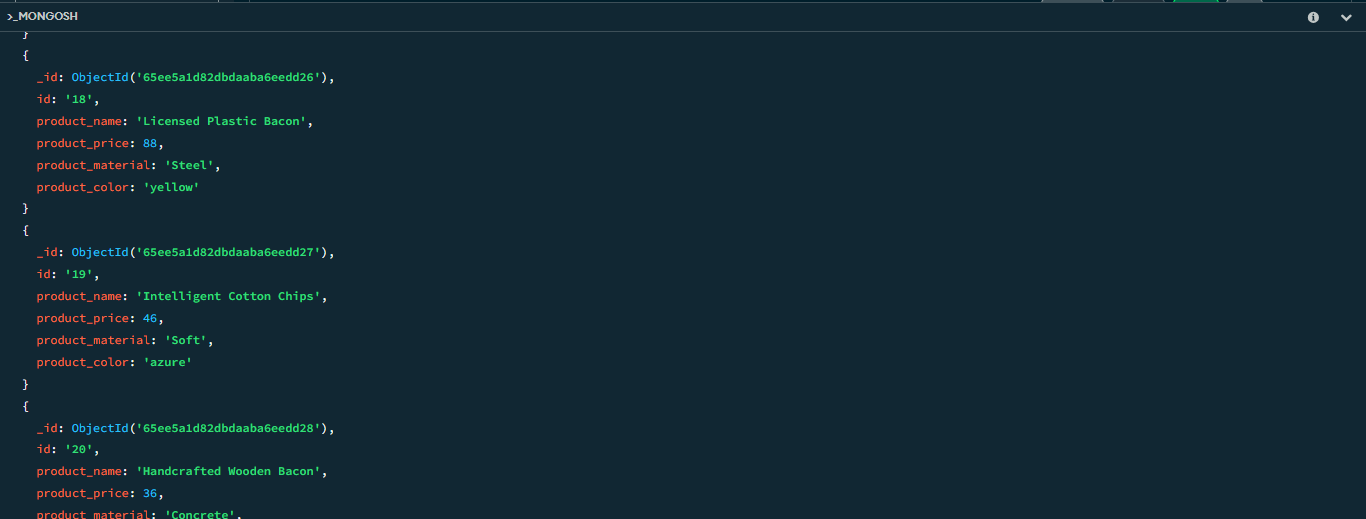 >_MONGOSH
}
{
_id: ObjectId('65ee5a1d82dbdaaba6eedd26'),
id: '18',
product_name: 'Licensed Plastic Bacon',
product_price: 88,
product_material: 'Steel',
product_color: 'yellow'
}
{
_id: ObjectId('65ee5a1d82dbdaaba6eedd27'),
id: '19',
product_name: 'Intelligent Cotton Chips',
product_price: 46,
product_material: 'Soft',
product_color: 'azure'
}
{
_id: ObjectId('65ee5a1d82dbdaaba6eedd28'),
id: '20',
product_name: 'Handcrafted Wooden Bacon',
product_price: 36,
product_material: 'Concrete',